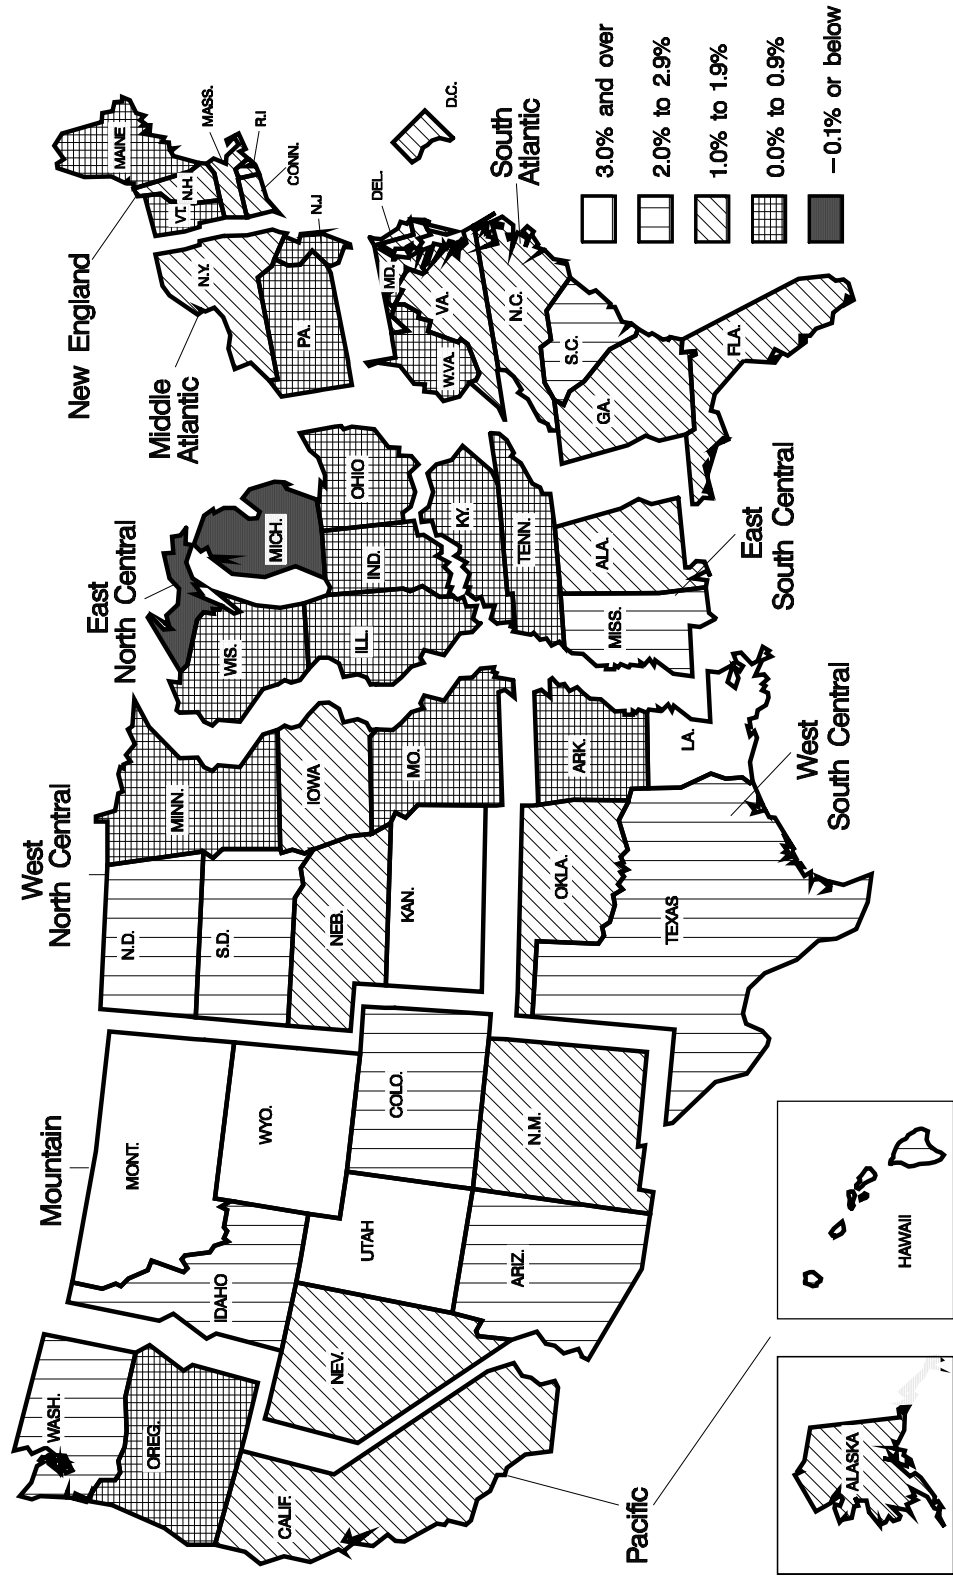 WASH.
OREG.
CALIF.
Pacific
ALASKA
HAWAII
Mountain
MONT.
IDAHO
WYO.
NEV.
UTAH
COLO.
ARIZ.
N.M.
West
North Central
N.D.
S.D.
NEB.
KAN.
MINN.
IOWA
MO.
West
South Central
OKLA.
TEXAS
ARK.
LA.
East
North Central
WIS.
MICH.
ILL.
IND.
OHIO
East
South Central
KY.
TENN.
MISS.
ALA.
Middle
Atlantic
N.Y.
PA.
N.J
New England
MAINE
VT.
N.H.
MASS.
R.I
CONN.
South
Atlantic
DEL.
MD.
D.C.
W.VA.
VA.
N.C.
S.C.
GA.
FLA.
3.0% and over
2.0% to 2.9%
1.0% to 1.9%
0.0% to 0.9%
−0.1% or below